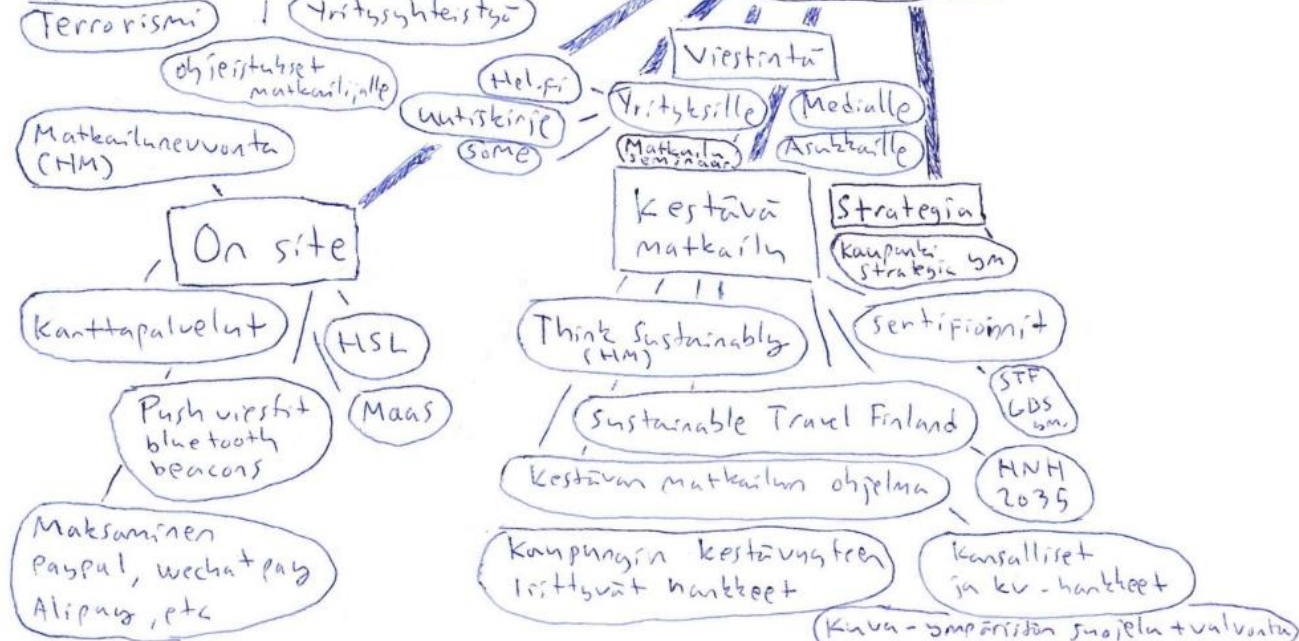 Terrorismi
Yritysyhteistyö
ohjeistukset
matkailijalle
Matkailuneuvonta
(HM)
On site
Kanttapalvelut
HSL
Maas
Push viestit
bluetooth
beacons
Maksaminen
paypal, wechat pay
Alipay, etc
Viestintä
Hel.fi
Uutiskirje
some
Yrityksille
Matkailu
seminaari
Medialle
Asukkaille
Kestävä
matkailu
Strategia
Kaupunki
strategia ym
Think Sustainably
(HM)
Sertifioinnit
STF
GDS
ym.
Sustainable Travel Finland
Kestävän matkailun ohjelma
HNH
2035
Kaupungin kestävyyteen
liittyvät hankkeet
Kansalliset
ja kv-hankkeet
Kuva-ympäristön suojelu + valvonta